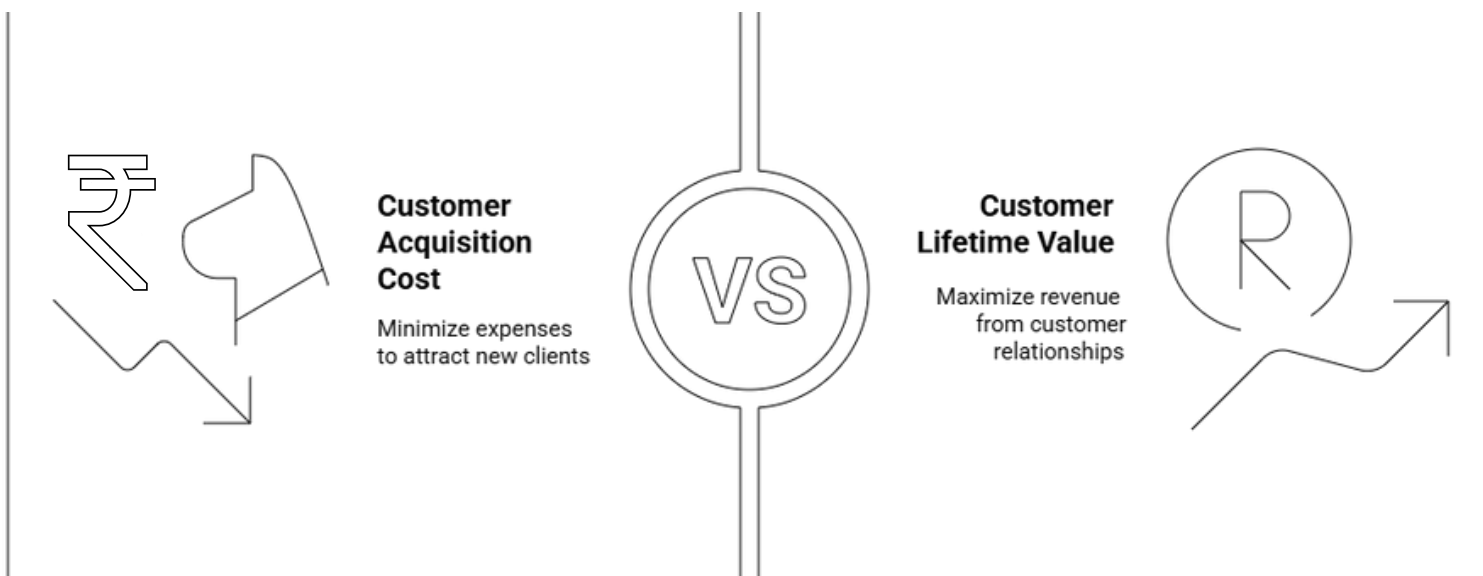 ₹
Customer
Acquisition
Cost
Minimize expenses
to attract new clients
VS
Customer
Lifetime Value
Maximize revenue
from customer
relationships
R